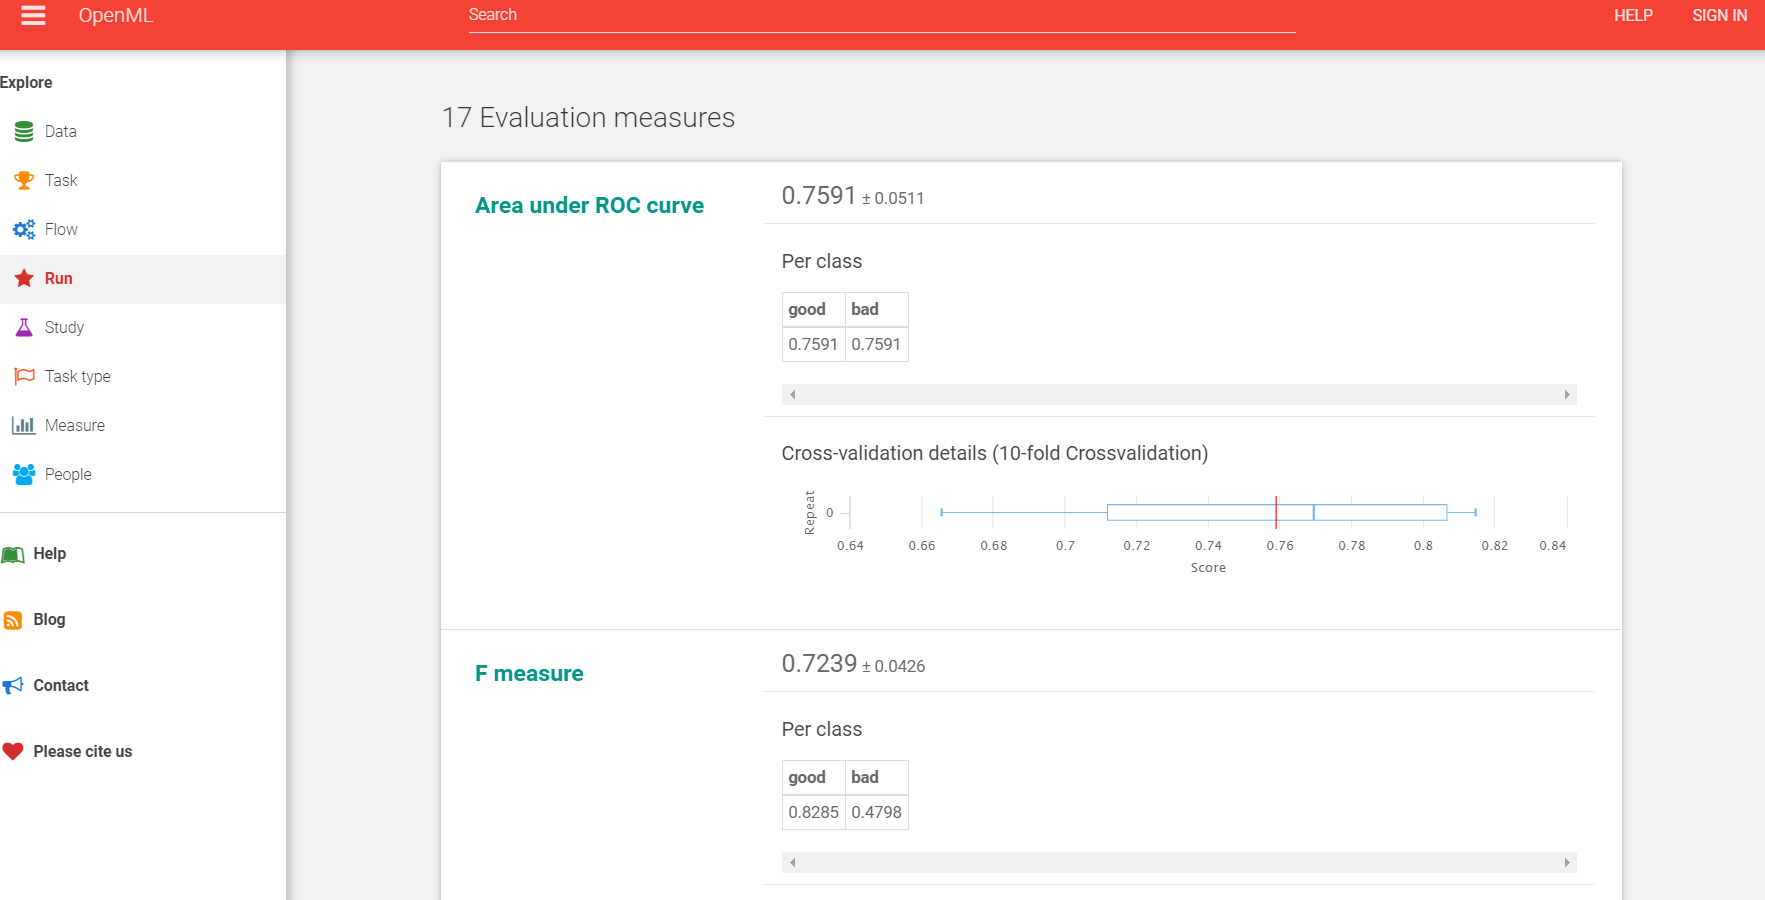 OpenML
Search
HELP
SIGN IN
Explore
Data
Task
Flow
Run
Study
Task type
Measure
People
Help
Blog
Contact
Please cite us
17 Evaluation measures
Area under ROC curve
0.7591 ± 0.0511
Per class
good bad
0.7591 0.7591
Cross-validation details (10-fold Crossvalidation)
Repeat
0
0.64 0.66 0.68 0.7 0.72 0.74 0.76 0.78 0.8 0.82 0.84
Score
F measure
0.7239 ± 0.0426
Per class
good bad
0.8285 0.4798